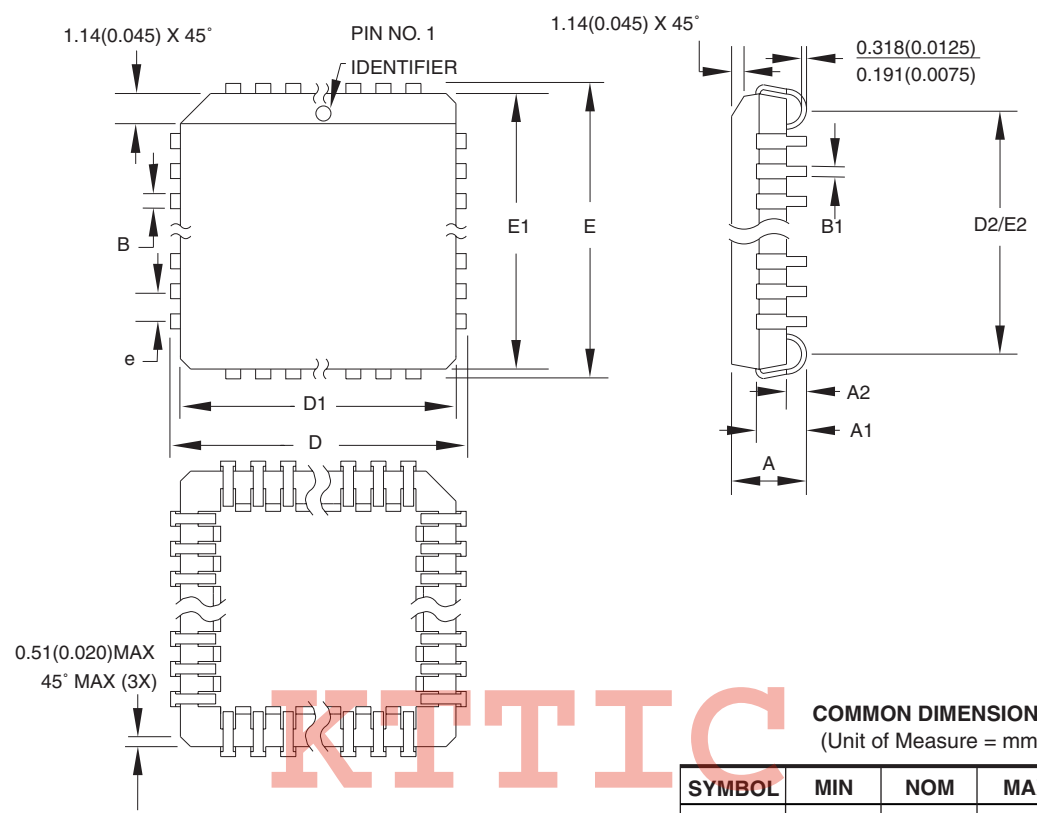 1.14(0.045) X 45˚
PIN NO. 1
IDENTIFIER
1.14(0.045) X 45˚
0.318(0.0125)
0.191(0.0075)
B
e
E1
E
B1
D2/E2
A2
A1
A
D1
D
0.51(0.020)MAX
45˚ MAX (3X)
KTTIC
COMMON DIMENSION
(Unit of Measure = mm
SYMBOL MIN NOM MA